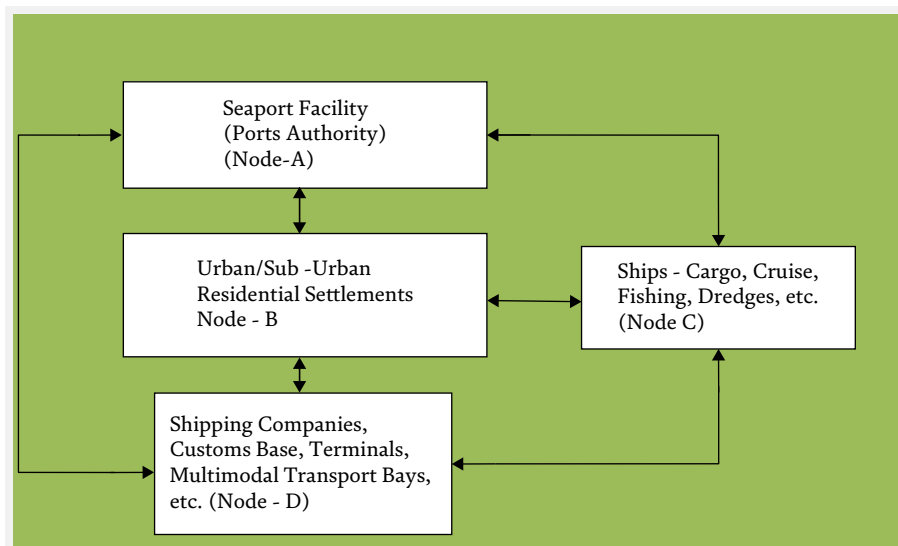 Seaport Facility
(Ports Authority)
(Node-A)
Urban/Sub -Urban
Residential Settlements
Node - B
Ships - Cargo, Cruise,
Fishing, Dredges, etc.
(Node C)
Shipping Companies,
Customs Base, Terminals,
Multimodal Transport Bays,
etc. (Node - D)